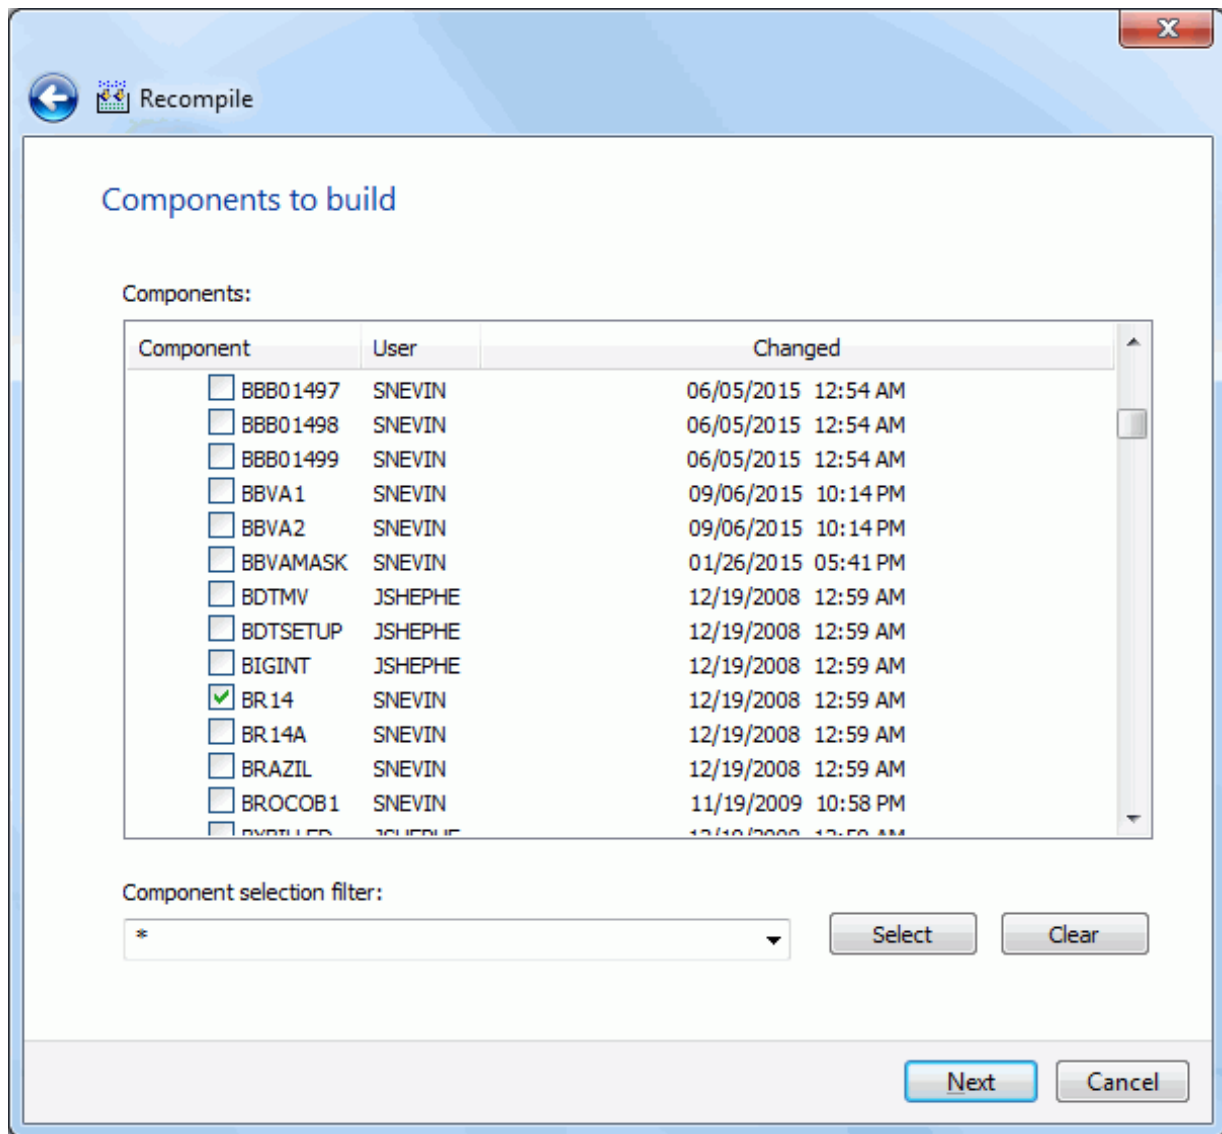 Recompile
Components to build
Components:
Component User Changed
BBB01497 SNEVIN 06/05/2015 12:54 AM
BBB01498 SNEVIN 06/05/2015 12:54 AM
BBB01499 SNEVIN 06/05/2015 12:54 AM
BBVA1 SNEVIN 09/06/2015 10:14 PM
BBVA2 SNEVIN 09/06/2015 10:14 PM
BBVAMASK SNEVIN 01/26/2015 05:41 PM
BDTMV JSHEPHE 12/19/2008 12:59 AM
BDTSETUP JSHEPHE 12/19/2008 12:59 AM
BIGINT JSHEPHE 12/19/2008 12:59 AM
BR14 SNEVIN 12/19/2008 12:59 AM
BR14A SNEVIN 12/19/2008 12:59 AM
BRAZIL SNEVIN 12/19/2008 12:59 AM
BROCOB1 SNEVIN 11/19/2009 10:58 PM
Component selection filter:
* Select Clear
Next Cancel